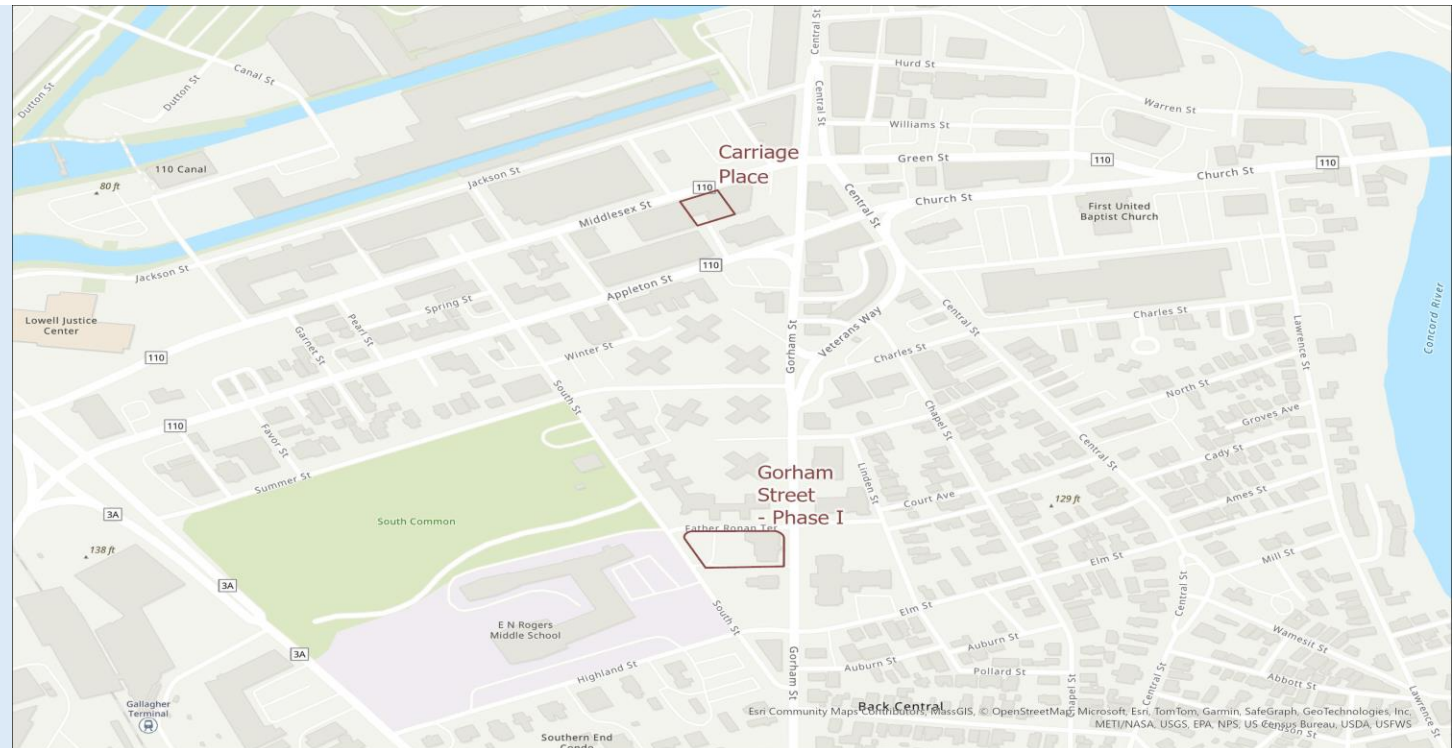 Central St
Canal St
Dutton St
Dutton St
Hurd St
Central St
Warren St
Williams St
Carriage
Place
Green St
110
110
Church St
110 Canal
80 ft
Jackson St
110
Middlesex St
Central St
Church St
First United
Baptist Church
Jackson St
110
Appleton St
Spring St
Lowell Justice
Center
Garnet St
Pearl St
110
Winter St
Gorham St
Veterans Way
Charles St
Central St
Charles St
Lawrence St
Concord River
South St
North St
Groves Ave
Chapel St
Central St
110
Favor St
Summer St
Cady St
Linden St
Gorham
Street
- Phase I
Court Ave
129 ft
Ames St
3A
South Common
Father Ronan Ter
138 ft
3A
Elm St
Mill St
Central St
South St
Elm St
E N Rogers
Middle School
Wamesit St
3A
Highland St
Gorham St
Auburn St
Auburn St
Pollard St
Chapel St
Central St
Abbott St
Lawrence St
Gallagher
Terminal
Back Central
Hudson St
Southern End
Condo
Esri Community Maps Contributors, MassGIS, © OpenStreetMap, Microsoft, Esri, TomTom, Garmin, SafeGraph, GeoTechnologies, Inc,
METI/NASA, USGS, EPA, NPS, US Census Bureau, USDA, USFWS